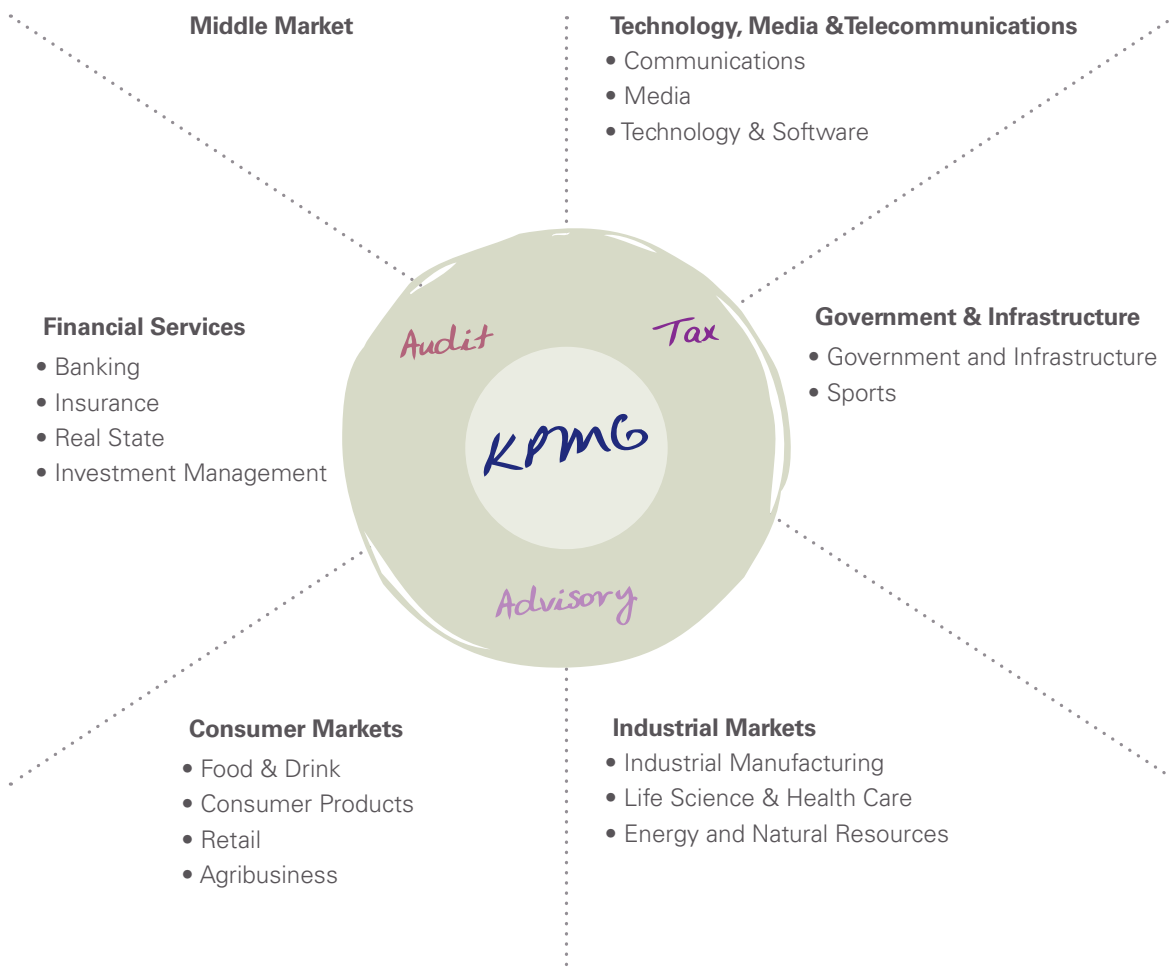 Middle Market
Technology, Media &Telecommunications
• Communications
• Media
• Technology & Software
Financial Services
• Banking
• Insurance
• Real State
• Investment Management
Audit
Tax
KPMG
Advisory
Government & Infrastructure
• Government and Infrastructure
• Sports
Consumer Markets
• Food & Drink
• Consumer Products
• Retail
• Agribusiness
Industrial Markets
• Industrial Manufacturing
• Life Science & Health Care
• Energy and Natural Resources